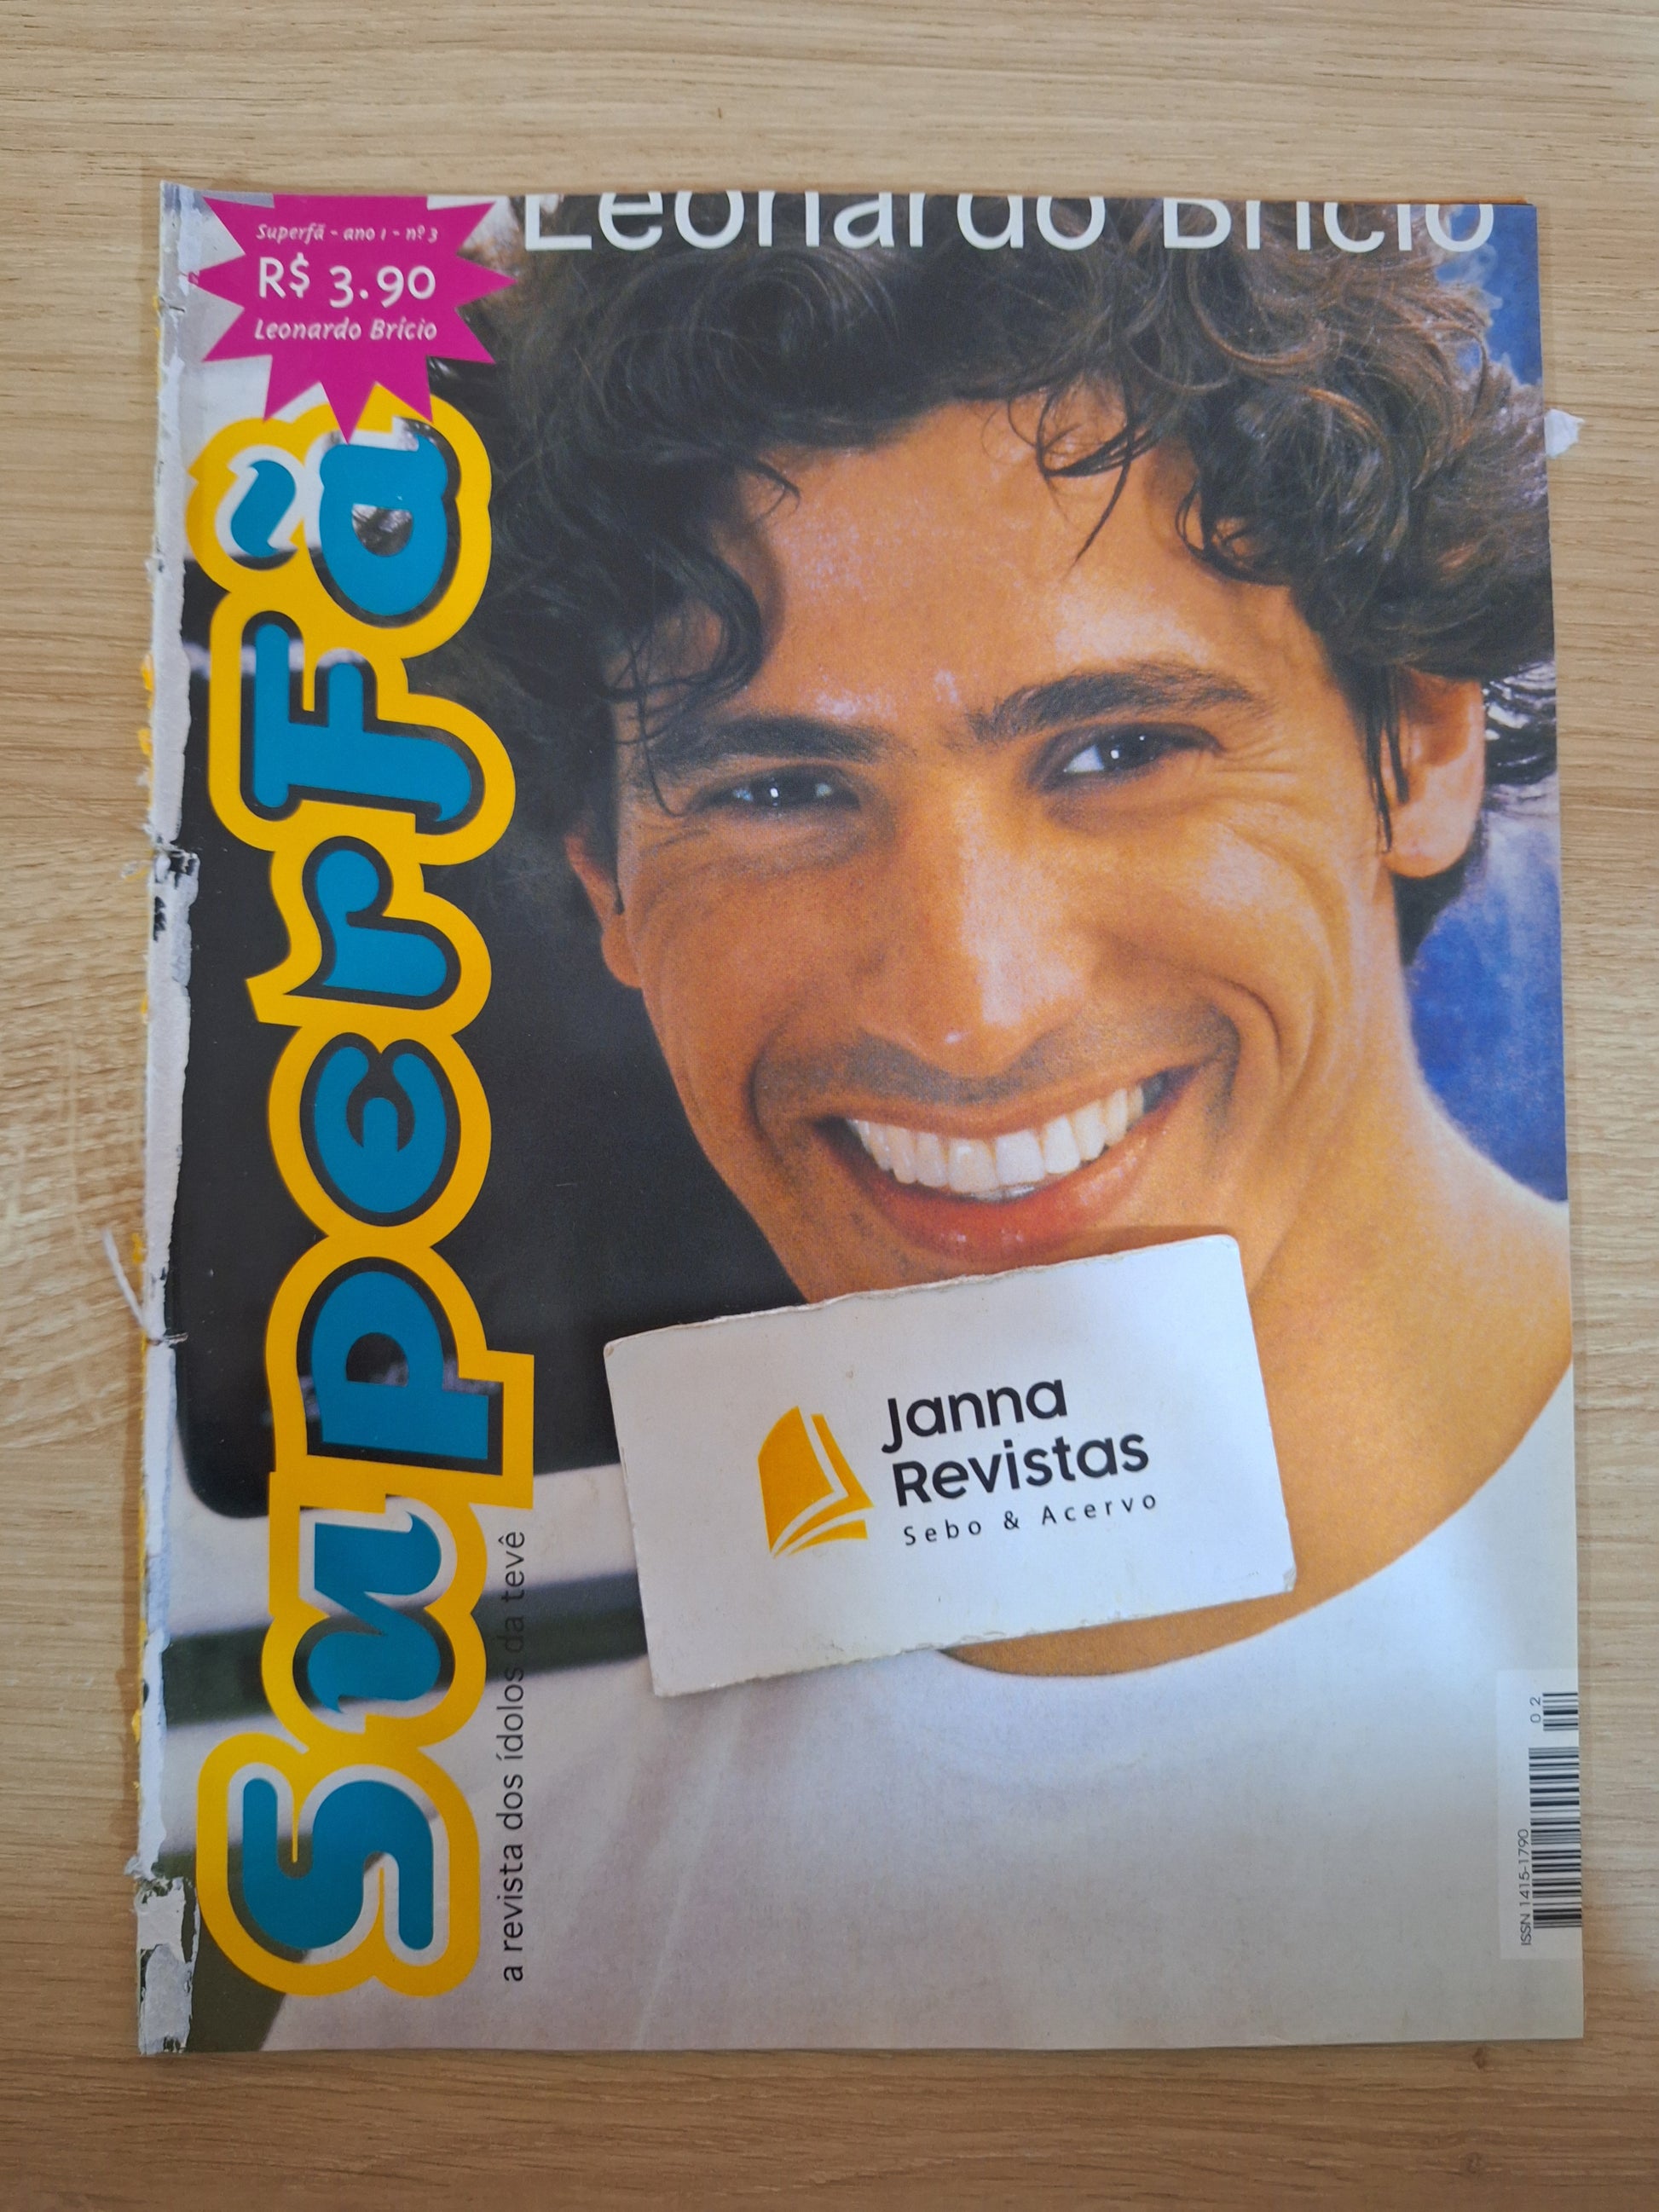 Leonardo Brício
Superfã - ano 1 - nº 3
R$ 3.90
Leonardo Brício
SuperFã
a revista dos ídolos da tevê
Janna
Revistas
Sebo & Acervo
ISSN 1415-1790
02